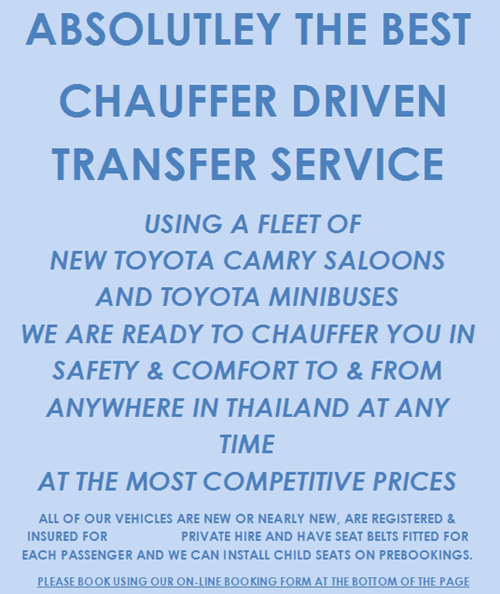 ABSOLUTLEY THE BEST
CHAUFFER DRIVEN
TRANSFER SERVICE
USING A FLEET OF
NEW TOYOTA CAMRY SALOONS
AND TOYOTA MINIBUSES
WE ARE READY TO CHAUFFER YOU IN
SAFETY & COMFORT TO & FROM
ANYWHERE IN THAILAND AT ANY
TIME
AT THE MOST COMPETITIVE PRICES
ALL OF OUR VEHICLES ARE NEW OR NEARLY NEW, ARE REGISTERED &
INSURED FOR PRIVATE HIRE AND HAVE SEAT BELTS FITTED FOR
EACH PASSENGER AND WE CAN INSTALL CHILD SEATS ON PREBOOKINGS.
PLEASE BOOK USING OUR ON-LINE BOOKING FORM AT THE BOTTOM OF THE PAGE